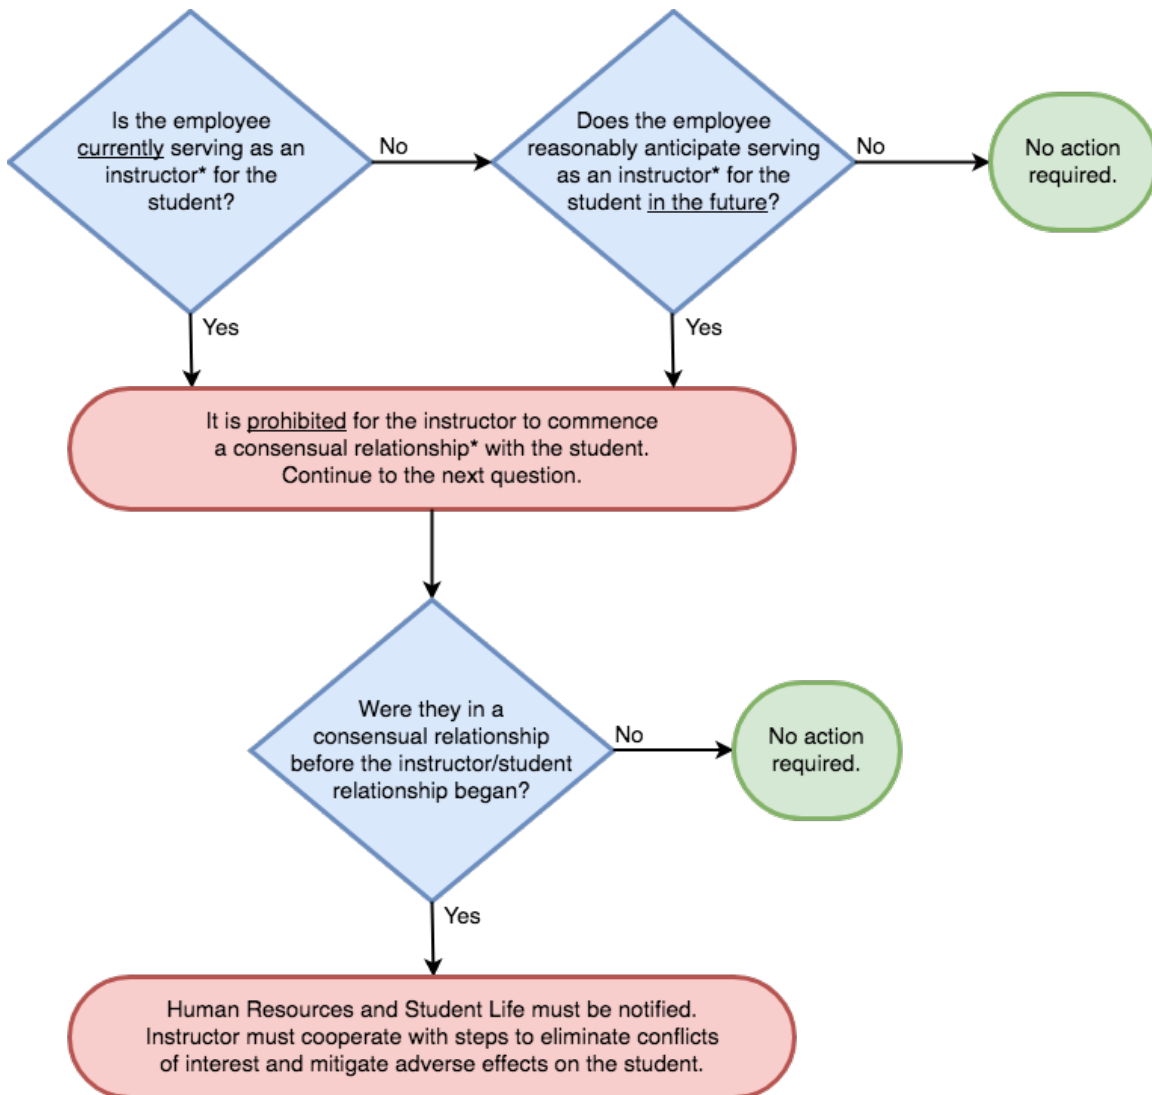 Is the employee
currently serving as an
instructor* for the
student?
No
Does the employee
reasonably anticipate serving
as an instructor* for the
student in the future?
No
No action
required.
Yes
Yes
It is prohibited for the instructor to commence
a consensual relationship* with the student.
Continue to the next question.
Were they in a
consensual relationship
before the instructor/student
relationship began?
No
No action
required.
Yes
Human Resources and Student Life must be notified.
Instructor must cooperate with steps to eliminate conflicts
of interest and mitigate adverse effects on the student.